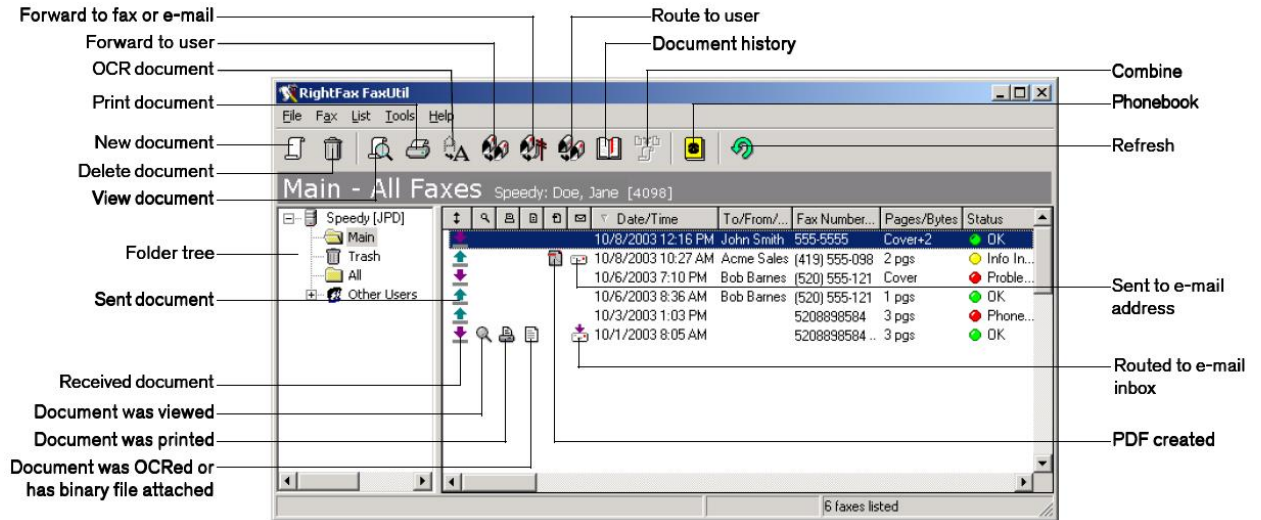 Forward to fax or e-mail
Route to user
Forward to user
Document history
OCR document
Combine
Print document
Phonebook
New document
Refresh
Delete document
View document
RightFax FaxUtil
File Fax List Tools Help
Main - All Faxes Speedy: Doe, Jane [4098]
Folder tree
Speedy [JPD]
Main
Trash
All
Other Users
Date/Time To/From/... Fax Number... Pages/Bytes Status
10/8/2003 12:16 PM John Smith 555-5555 Cover+2 OK
10/8/2003 10:27 AM Acme Sales (419) 555-098 2 pgs Info In...
10/6/2003 7:10 PM Bob Barnes (520) 555-121 Cover Proble...
10/6/2003 8:36 AM Bob Barnes (520) 555-121 1 pgs OK
10/3/2003 1:03 PM 5208898584 3 pgs Phone...
10/1/2003 8:05 AM 5208898584 .. 3 pgs OK
Sent document
Sent to e-mail
address
Received document
Routed to e-mail
inbox
Document was viewed
Document was printed
PDF created
Document was OCRed or
has binary file attached
6 faxes listed